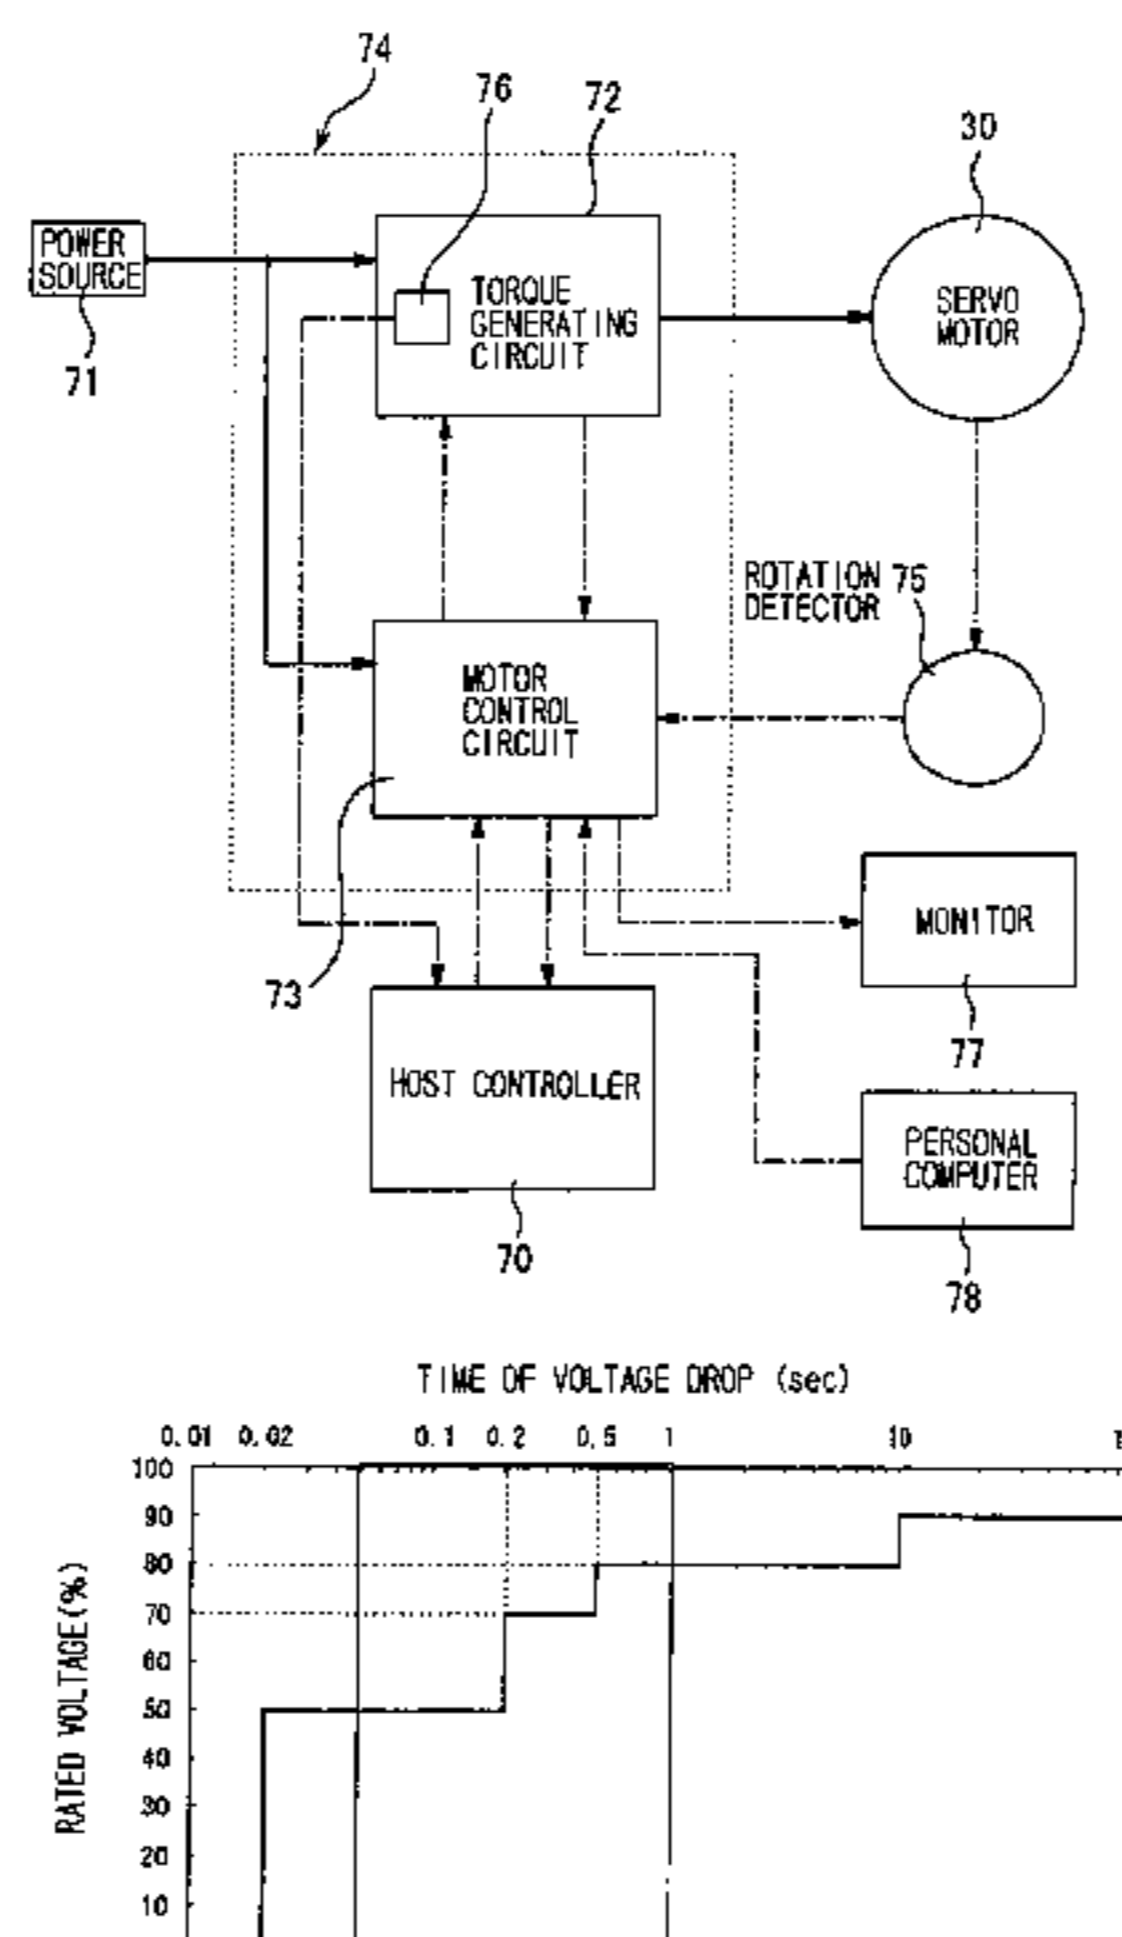 74
76
72
30
POWER
SOURCE
71
TORQUE
GENERATING
CIRCUIT
SERVO
MOTOR
ROTATION
DETECTOR
75
MOTOR
CONTROL
CIRCUIT
73
MONITOR
77
HOST CONTROLLER
70
PERSONAL
COMPUTER
78
TIME OF VOLTAGE DROP (sec)
0.01 0.02 0.1 0.2 0.5 1 10
RATED VOLTAGE(%)
100
90
80
70
60
50
40
30
20
10